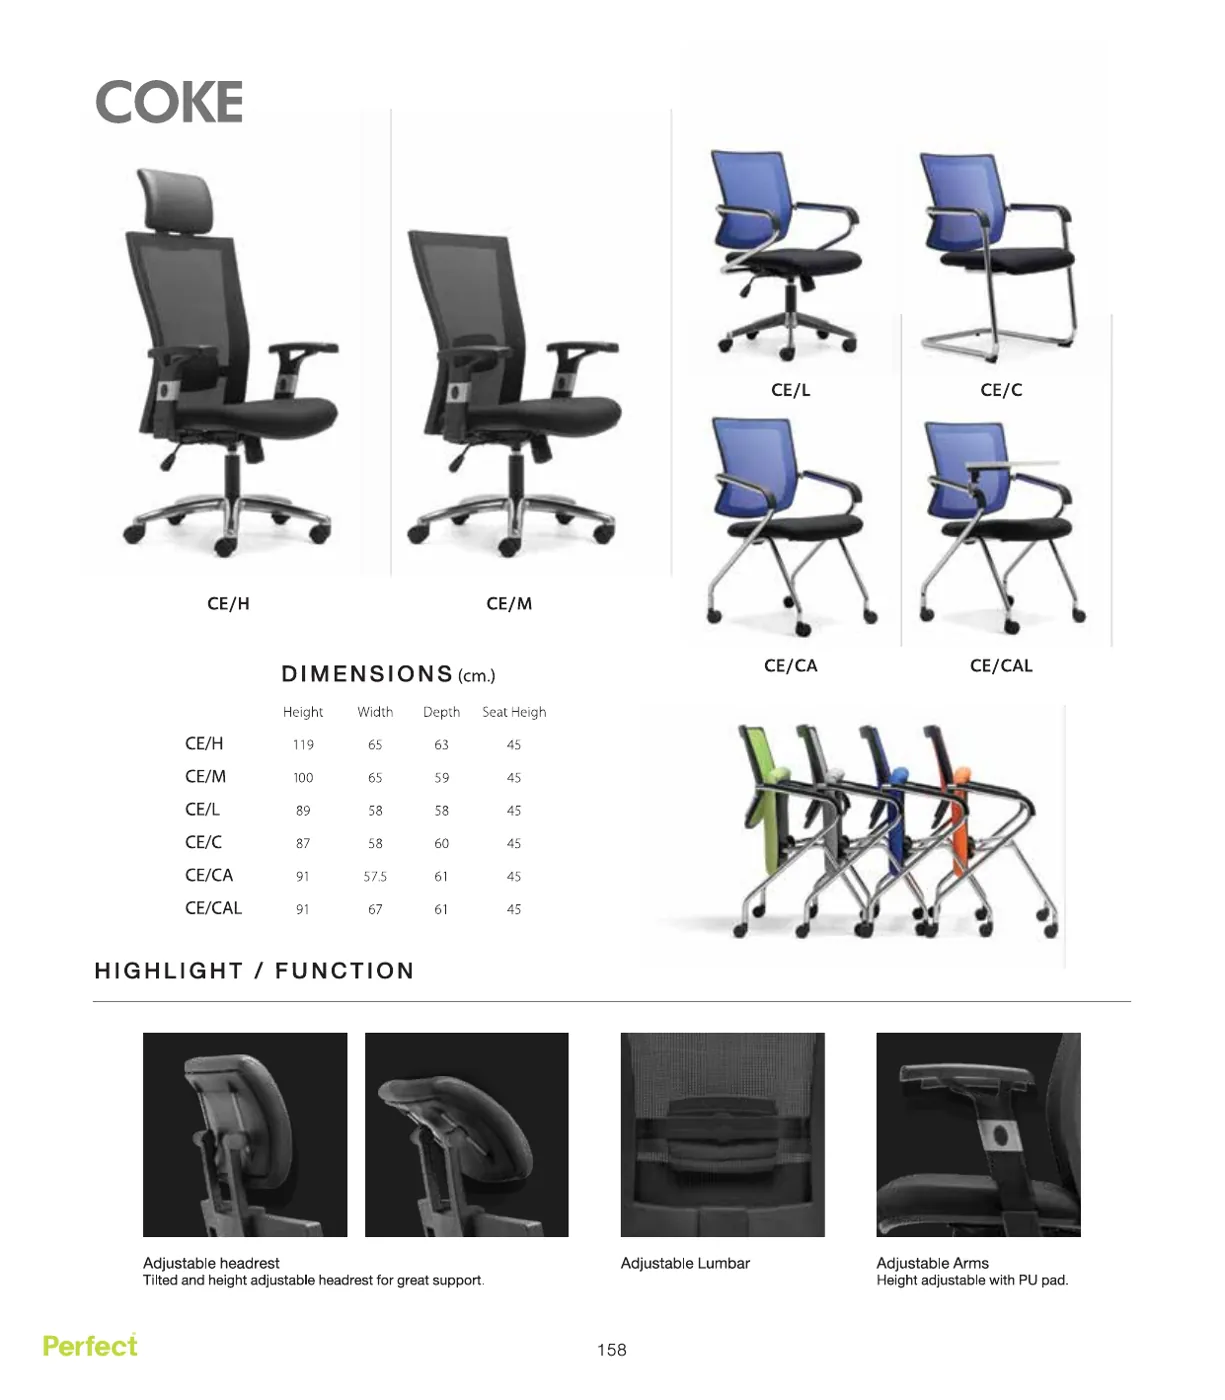 COKE
CE/L
CE/C
CE/H
CE/M
CE/CA
CE/CAL
DIMENSIONS (cm.)
Height Width Depth Seat Heigh
CE/H 119 65 63 45
CE/M 100 65 59 45
CE/L 89 58 58 45
CE/C 87 58 60 45
CE/CA 91 57.5 61 45
CE/CAL 91 67 61 45
HIGHLIGHT / FUNCTION
Adjustable headrest
Tilted and height adjustable headrest for great support.
Adjustable Lumbar
Adjustable Arms
Height adjustable with PU pad.
Perfect
158